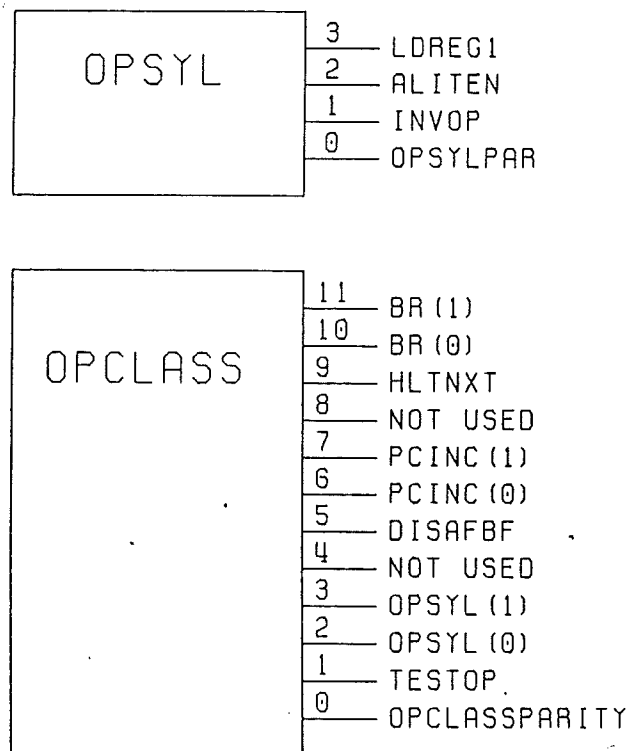 OPSYL
3 LDREG1
2 ALITEN
1 INVOP
0 OPSYLPAR
OPCLASS
11 BR(1)
10 BR(0)
9 HLTNXT
8 NOT USED
7 PCINC(1)
6 PCINC(0)
5 DISAFBF
4 NOT USED
3 OPSYL(1)
2 OPSYL(0)
1 TESTOP
0 OPCLASSPARITY